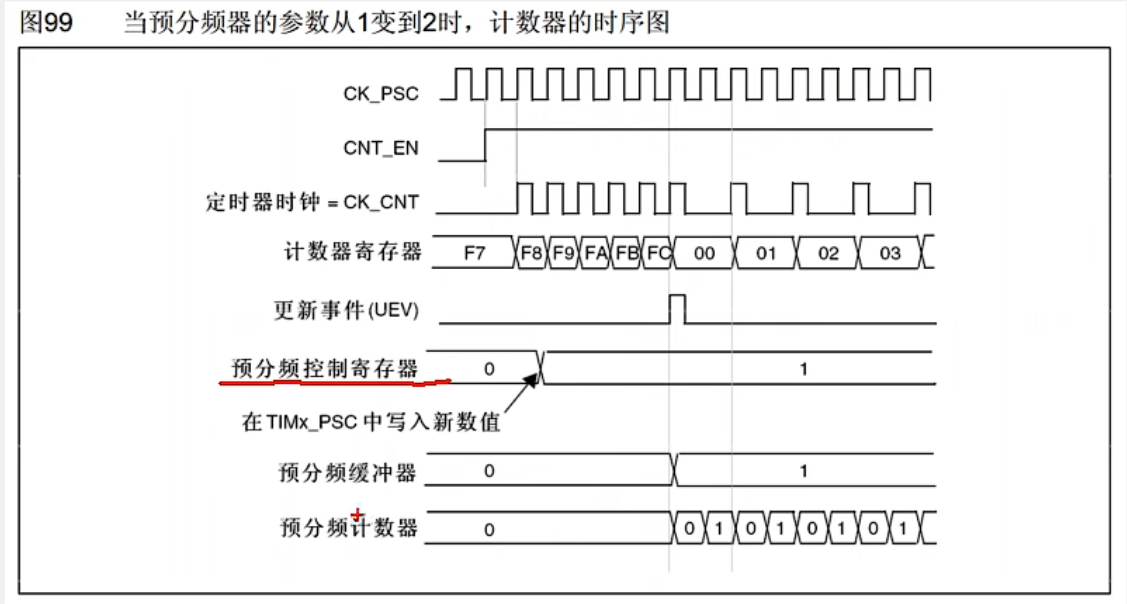 图99 当预分频器的参数从1变到2时，计数器的时序图
CK_PSC
CNT_EN
定时器时钟 = CK_CNT
计数器寄存器 F7 F8 F9 FA FB FC 00 01 02 03
更新事件(UEV)
预分频控制寄存器 0 1
在TIMx_PSC 中写入新数值
预分频缓冲器 0 1
预分频计数器 0 0 1 0 1 0 1 0 1